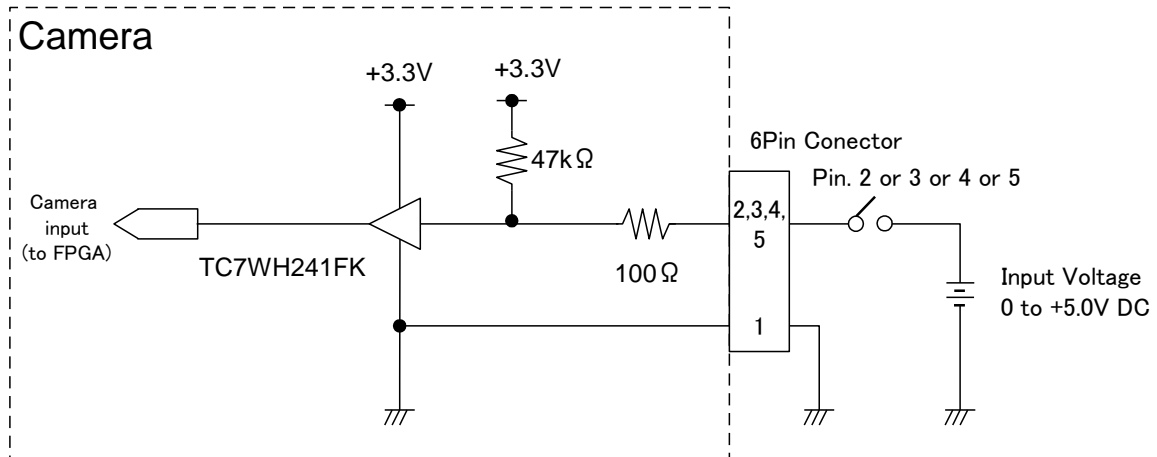 Camera
+3.3V
+3.3V
47kΩ
6Pin Conector
Pin. 2 or 3 or 4 or 5
Camera
input
(to FPGA)
2,3,4,
5
TC7WH241FK
100Ω
Input Voltage
0 to +5.0V DC
1